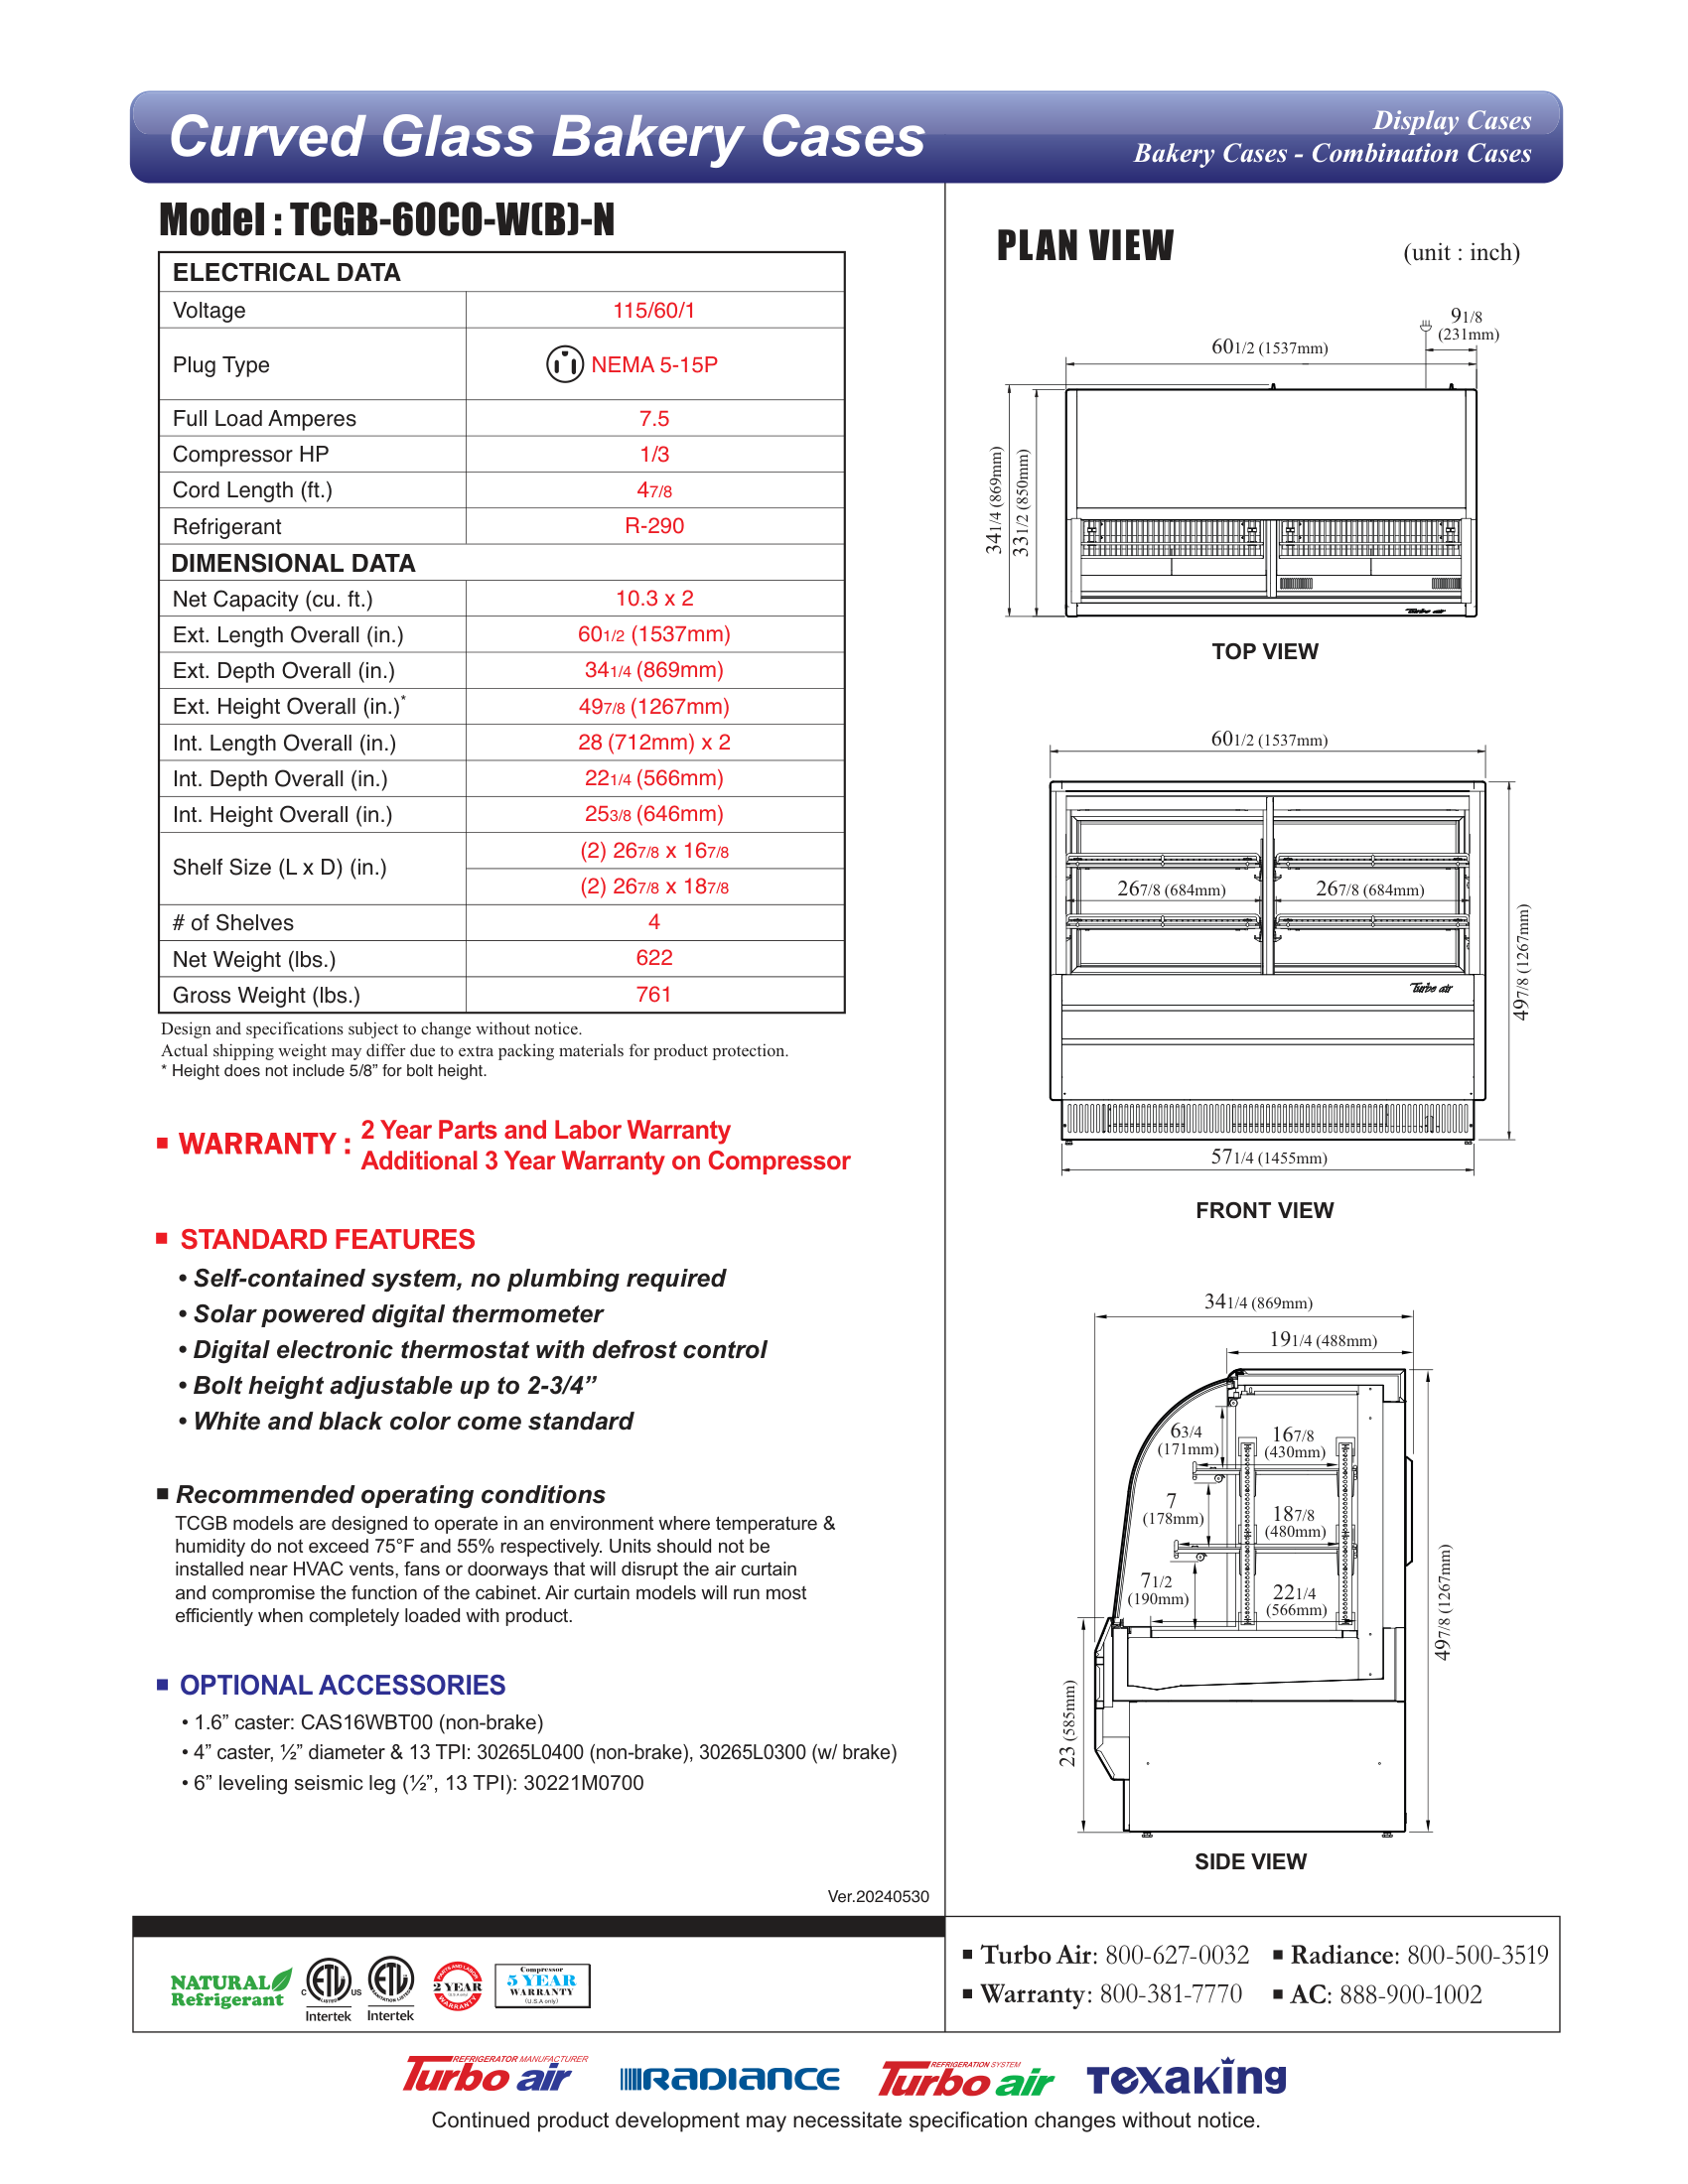 Curved Glass Bakery Cases
Display Cases
Bakery Cases - Combination Cases
Model : TCGB-60CO-W(B)-N
ELECTRICAL DATA
Voltage 115/60/1
Plug Type NEMA 5-15P
Full Load Amperes 7.5
Compressor HP 1/3
Cord Length (ft.) 4 7/8
Refrigerant R-290
DIMENSIONAL DATA
Net Capacity (cu. ft.) 10.3 x 2
Ext. Length Overall (in.) 60 1/2 (1537mm)
Ext. Depth Overall (in.) 34 1/4 (869mm)
Ext. Height Overall (in.)* 49 7/8 (1267mm)
Int. Length Overall (in.) 28 (712mm) x 2
Int. Depth Overall (in.) 22 1/4 (566mm)
Int. Height Overall (in.) 25 3/8 (646mm)
Shelf Size (L x D) (in.) (2) 26 7/8 x 16 7/8
(2) 26 7/8 x 18 7/8
# of Shelves 4
Net Weight (lbs.) 622
Gross Weight (lbs.) 761
Design and specifications subject to change without notice.
Actual shipping weight may differ due to extra packing materials for product protection.
* Height does not include 5/8” for bolt height.
■ WARRANTY : 2 Year Parts and Labor Warranty
Additional 3 Year Warranty on Compressor
■ STANDARD FEATURES
• Self-contained system, no plumbing required
• Solar powered digital thermometer
• Digital electronic thermostat with defrost control
• Bolt height adjustable up to 2-3/4”
• White and black color come standard
■ Recommended operating conditions
TCGB models are designed to operate in an environment where temperature &
humidity do not exceed 75°F and 55% respectively. Units should not be
installed near HVAC vents, fans or doorways that will disrupt the air curtain
and compromise the function of the cabinet. Air curtain models will run most
efficiently when completely loaded with product.
■ OPTIONAL ACCESSORIES
• 1.6” caster: CAS16WBT00 (non-brake)
• 4” caster, ½” diameter & 13 TPI: 30265L0400 (non-brake), 30265L0300 (w/ brake)
• 6” leveling seismic leg (½”, 13 TPI): 30221M0700
Ver.20240530
PLAN VIEW
(unit : inch)
9 1/8
(231mm)
60 1/2 (1537mm)
34 1/4 (869mm)
33 1/2 (850mm)
Turbo air
TOP VIEW
60 1/2 (1537mm)
26 7/8 (684mm)
26 7/8 (684mm)
Turbo air
49 7/8 (1267mm)
57 1/4 (1455mm)
FRONT VIEW
34 1/4 (869mm)
19 1/4 (488mm)
6 3/4
(171mm)
16 7/8
(430mm)
7
(178mm)
18 7/8
(480mm)
7 1/2
(190mm)
22 1/4
(566mm)
23 (585mm)
49 7/8 (1267mm)
SIDE VIEW
NATURAL
Refrigerant
C ETL US
LISTED
Intertek
ETL
SANITATION LISTED
Intertek
PARTS AND LABOR
2 YEAR
WARRANTY
Compressor
5 YEAR
WARRANTY
(U.S.A only)
■ Turbo Air: 800-627-0032 ■ Radiance: 800-500-3519
■ Warranty: 800-381-7770 ■ AC: 888-900-1002
REFRIGERATOR MANUFACTURER
Turbo air
RADIANCE
REFRIGERATION SYSTEM
Turbo air
Texaking
Continued product development may necessitate specification changes without notice.